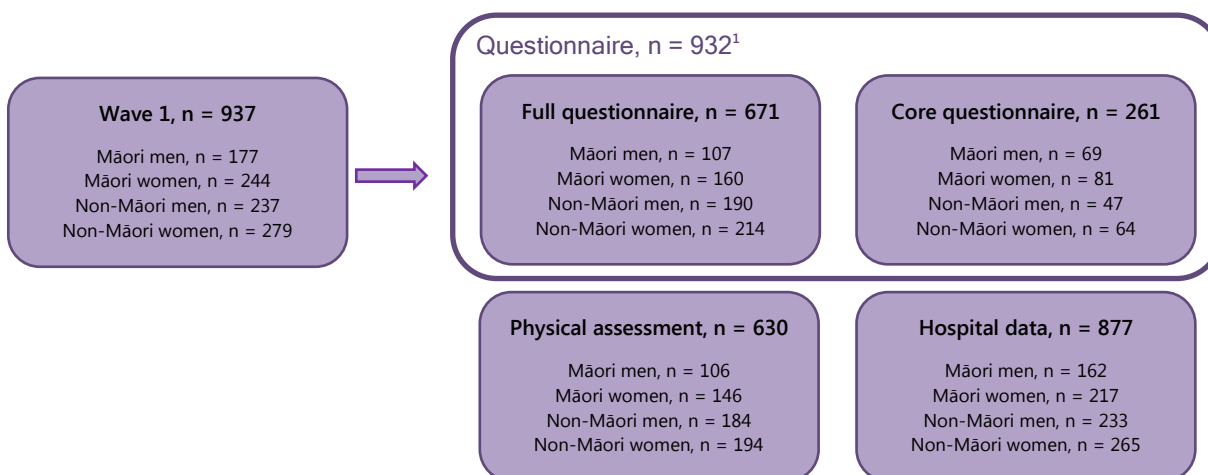 Questionnaire, n = 932¹
Wave 1, n = 937
Māori men, n = 177
Māori women, n = 244
Non-Māori men, n = 237
Non-Māori women, n = 279
Full questionnaire, n = 671
Māori men, n = 107
Māori women, n = 160
Non-Māori men, n = 190
Non-Māori women, n = 214
Core questionnaire, n = 261
Māori men, n = 69
Māori women, n = 81
Non-Māori men, n = 47
Non-Māori women, n = 64
Physical assessment, n = 630
Māori men, n = 106
Māori women, n = 146
Non-Māori men, n = 184
Non-Māori women, n = 194
Hospital data, n = 877
Māori men, n = 162
Māori women, n = 217
Non-Māori men, n = 233
Non-Māori women, n = 265